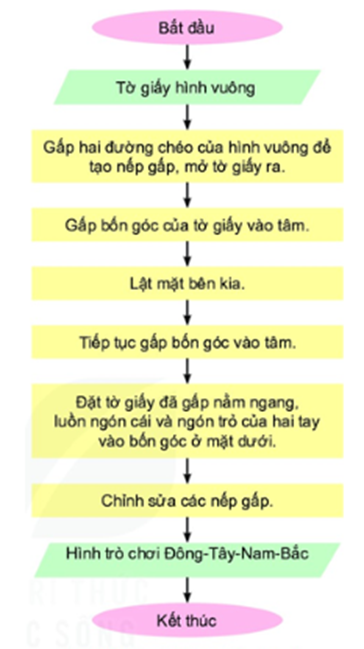 Bắt đầu
Tờ giấy hình vuông
Gấp hai đường chéo của hình vuông để
tạo nếp gấp, mở tờ giấy ra.
Gấp bốn góc của tờ giấy vào tâm.
Lật mặt bên kia.
Tiếp tục gấp bốn góc vào tâm.
Đặt tờ giấy đã gấp nằm ngang,
luồn ngón cái và ngón trỏ của hai tay
vào bốn góc ở mặt dưới.
Chỉnh sửa các nếp gấp.
Hình trò chơi Đông-Tây-Nam-Bắc
Kết thúc